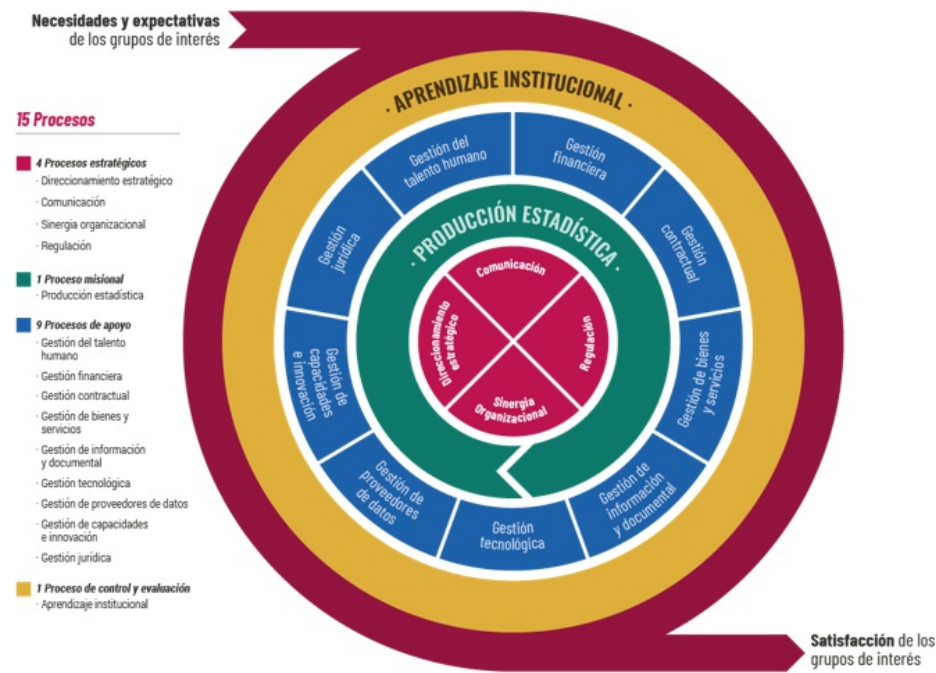 Necesidades y expectativas
de los grupos de interés
15 Procesos
4 Procesos estratégicos
· Direccionamiento estratégico
· Comunicación
· Sinergia organizacional
· Regulación
1 Proceso misional
· Producción estadística
9 Procesos de apoyo
· Gestión del talento
humano
· Gestión financiera
· Gestión contractual
· Gestión de bienes y
servicios
· Gestión de información
y documental
· Gestión tecnológica
· Gestión de proveedores de datos
· Gestión de capacidades
e innovación
· Gestión jurídica
1 Proceso de control y evaluación
· Aprendizaje institucional
· APRENDIZAJE INSTITUCIONAL ·
Gestión del
talento humano
Gestión
financiera
Gestión
contractual
Gestión de bienes
y servicios
Gestión de
información
y documental
Gestión
tecnológica
Gestión de
proveedores
de datos
Gestión de
capacidades
e innovación
Gestión
jurídica
· PRODUCCIÓN ESTADÍSTICA ·
Comunicación
Regulación
Sinergia
Organizacional
Direccionamiento
estratégico
Satisfacción de los
grupos de interés